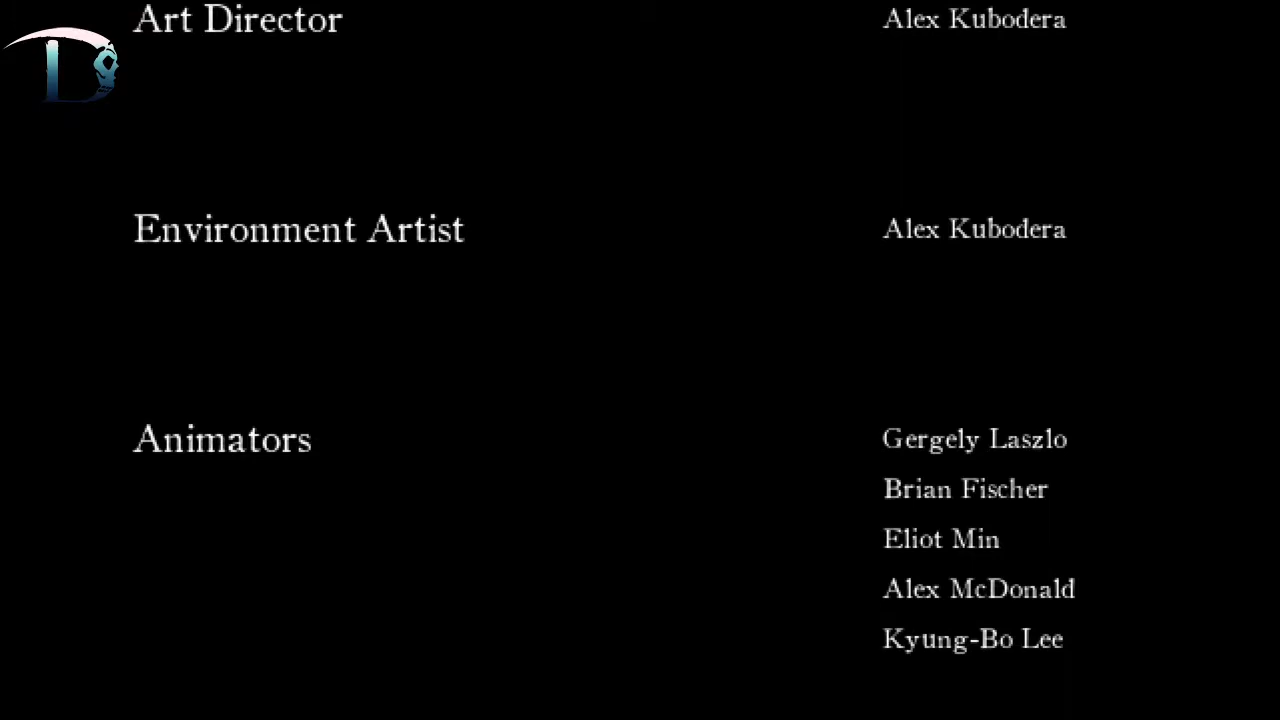 Art Director Alex Kubodera
Environment Artist Alex Kubodera
Animators Gergely Laszlo
Brian Fischer
Eliot Min
Alex McDonald
Kyung-Bo Lee